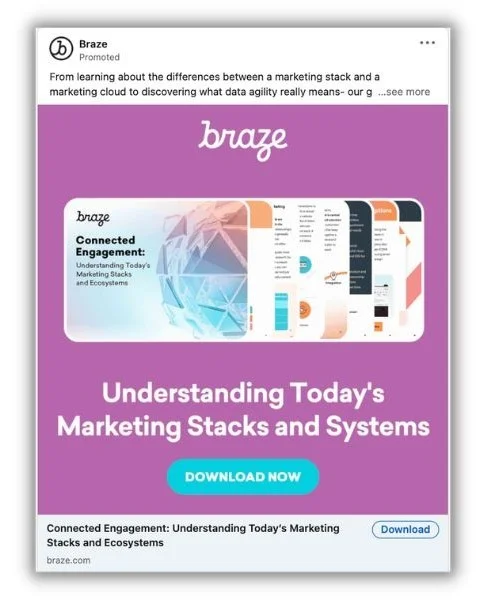 Braze
Promoted
From learning about the differences between a marketing stack and a
marketing cloud to discovering what data agility really means- our g ...see more
braze
braze
Connected
Engagement:
Understanding Today's
Marketing Stacks
and Ecosystems
Understanding Today's
Marketing Stacks and Systems
DOWNLOAD NOW
Connected Engagement: Understanding Today's Marketing
Stacks and Ecosystems
Download
braze.com